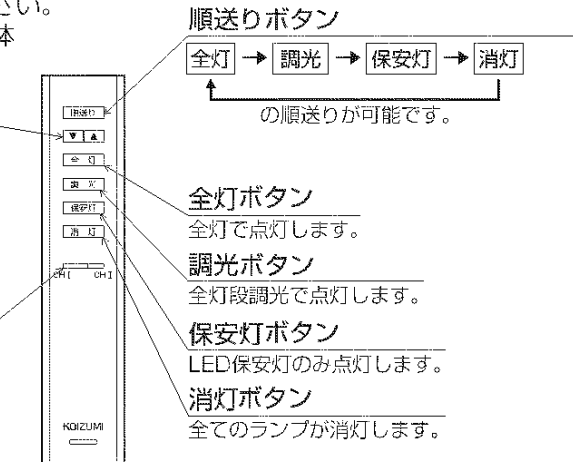 さい。
体
順送りボタン
全灯 → 調光 → 保安灯 → 消灯
の順送りが可能です。
順送り
▼ ▲
全 灯
調 光
保安灯
消 灯
CHI CHI
全灯ボタン
全灯で点灯します。
調光ボタン
全灯段調光で点灯します。
保安灯ボタン
LED保安灯のみ点灯します。
消灯ボタン
全てのランプが消灯します。
KOIZUMI